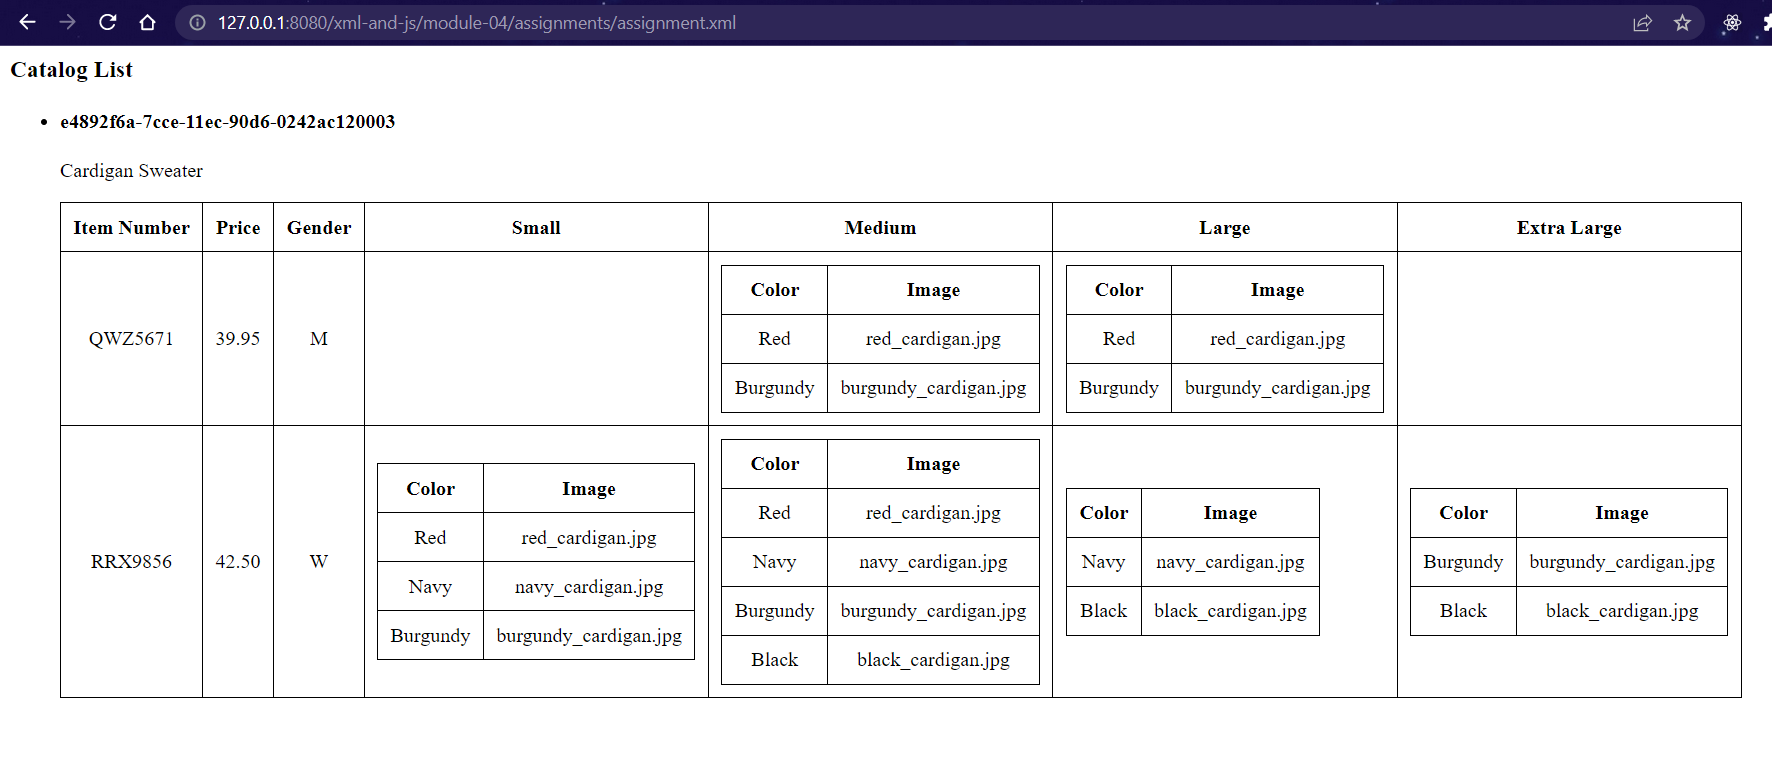 127.0.0.1:8080/xml-and-js/module-04/assignments/assignment.xml
Catalog List
e4892f6a-7cce-11ec-90d6-0242ac120003
Cardigan Sweater
Item Number Price Gender Small Medium Large Extra Large
QWZ5671 39.95 M
Color Image
Red red_cardigan.jpg
Burgundy burgundy_cardigan.jpg
Color Image
Red red_cardigan.jpg
Burgundy burgundy_cardigan.jpg
RRX9856 42.50 W
Color Image
Red red_cardigan.jpg
Navy navy_cardigan.jpg
Burgundy burgundy_cardigan.jpg
Color Image
Red red_cardigan.jpg
Navy navy_cardigan.jpg
Burgundy burgundy_cardigan.jpg
Black black_cardigan.jpg
Color Image
Navy navy_cardigan.jpg
Black black_cardigan.jpg
Color Image
Burgundy burgundy_cardigan.jpg
Black black_cardigan.jpg